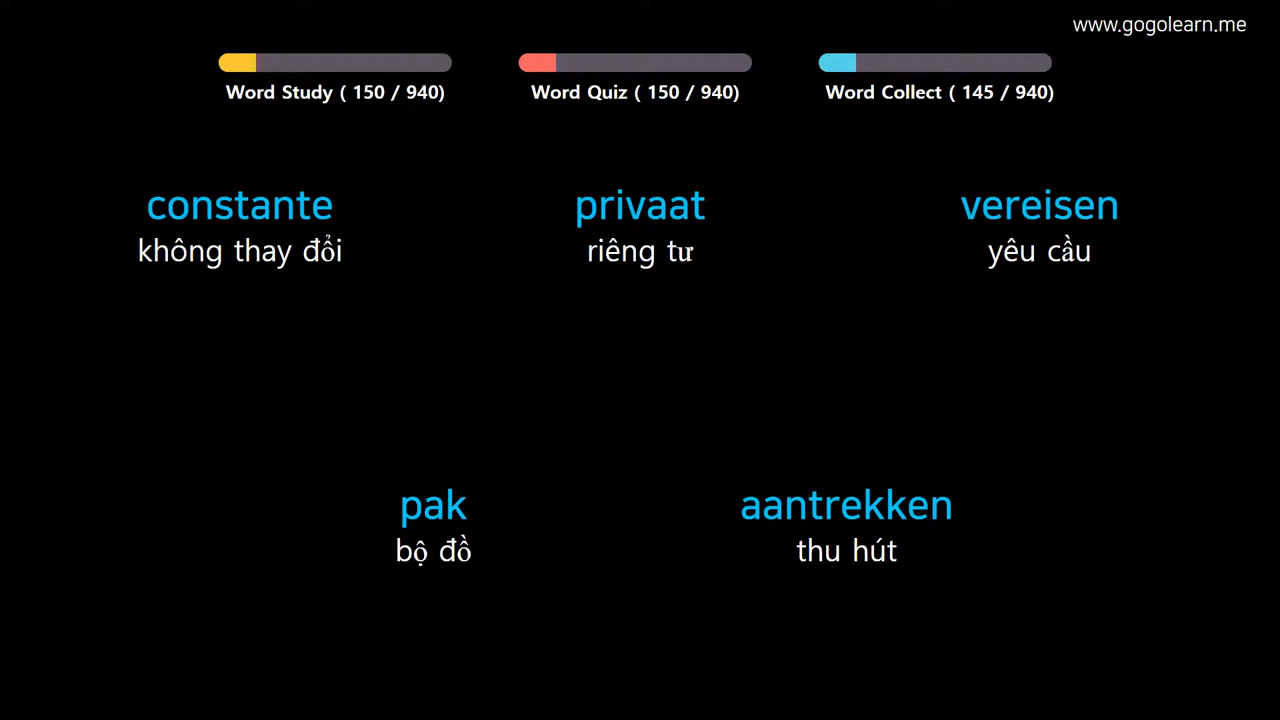 www.gogolearn.me
Word Study ( 150 / 940)
Word Quiz ( 150 / 940)
Word Collect ( 145 / 940)
constante
không thay đổi
privaat
riêng tư
vereisen
yêu cầu
pak
bộ đồ
aantrekken
thu hút